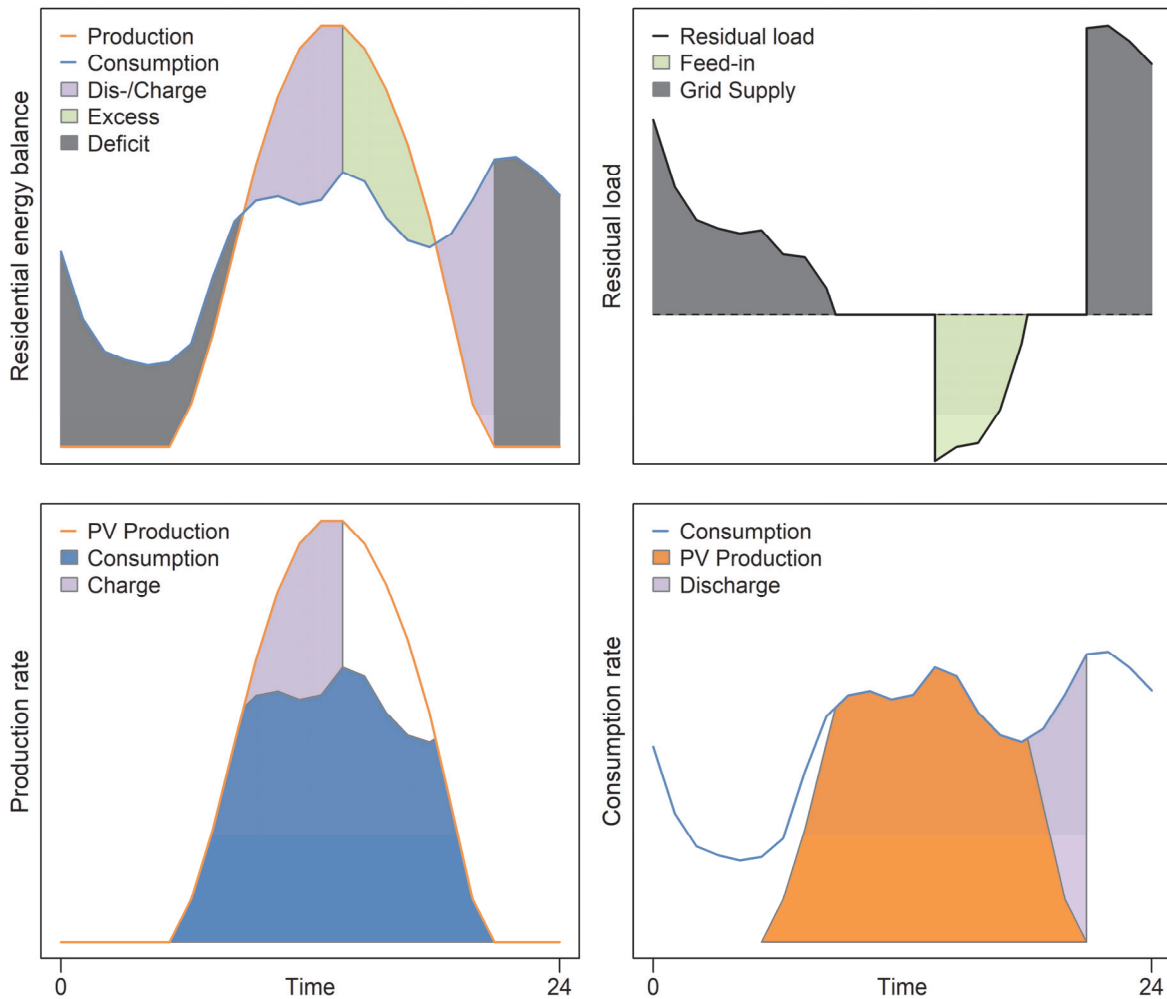 Production
Consumption
Dis-/Charge
Excess
Deficit
Residential energy balance
Residual load
Feed-in
Grid Supply
Residual load
PV Production
Consumption
Charge
Production rate
0
Time
24
Consumption
PV Production
Discharge
Consumption rate
0
Time
24